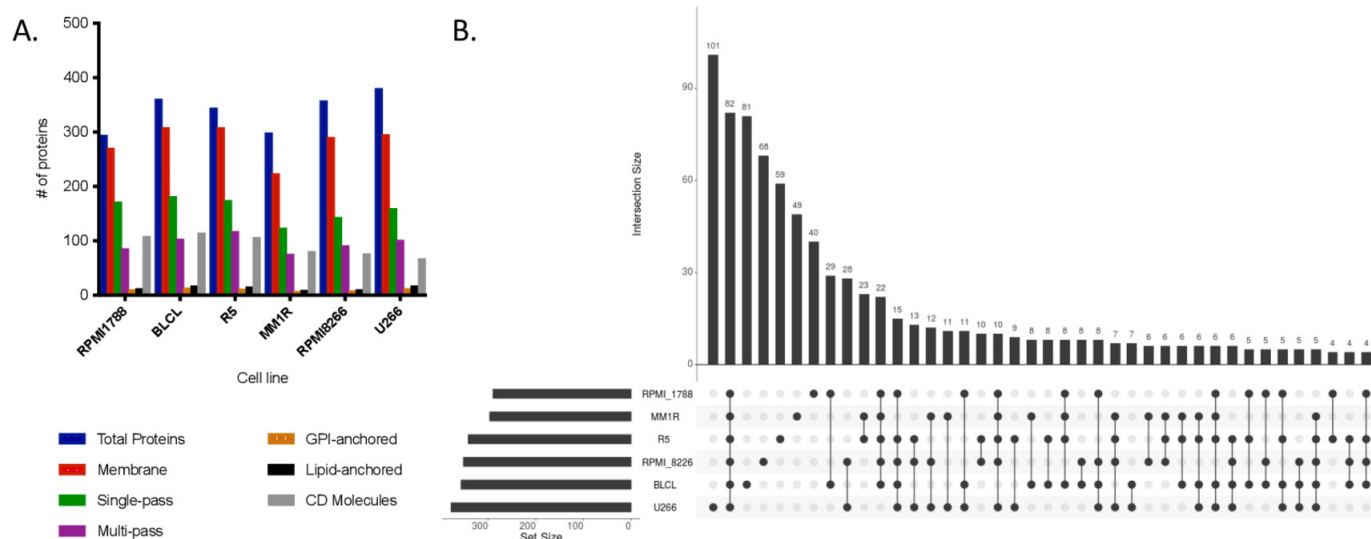 A.
500
400
300
200
100
0
# of proteins
RPMI1788
BLCL
R5
MM1R
RPMI8266
U266
Cell line
Total Proteins
Membrane
Single-pass
Multi-pass
GPI-anchored
Lipid-anchored
CD Molecules
B.
Intersection Size
90
60
30
0
101
82
81
68
59
49
40
29
28
23
22
15
13
12
11
11
10
10
9
8
8
8
8
8
7
7
6
6
6
6
6
6
5
5
5
5
5
4
4
4
RPMI_1788
MM1R
R5
RPMI_8226
BLCL
U266
300
200
100
0
Set Size